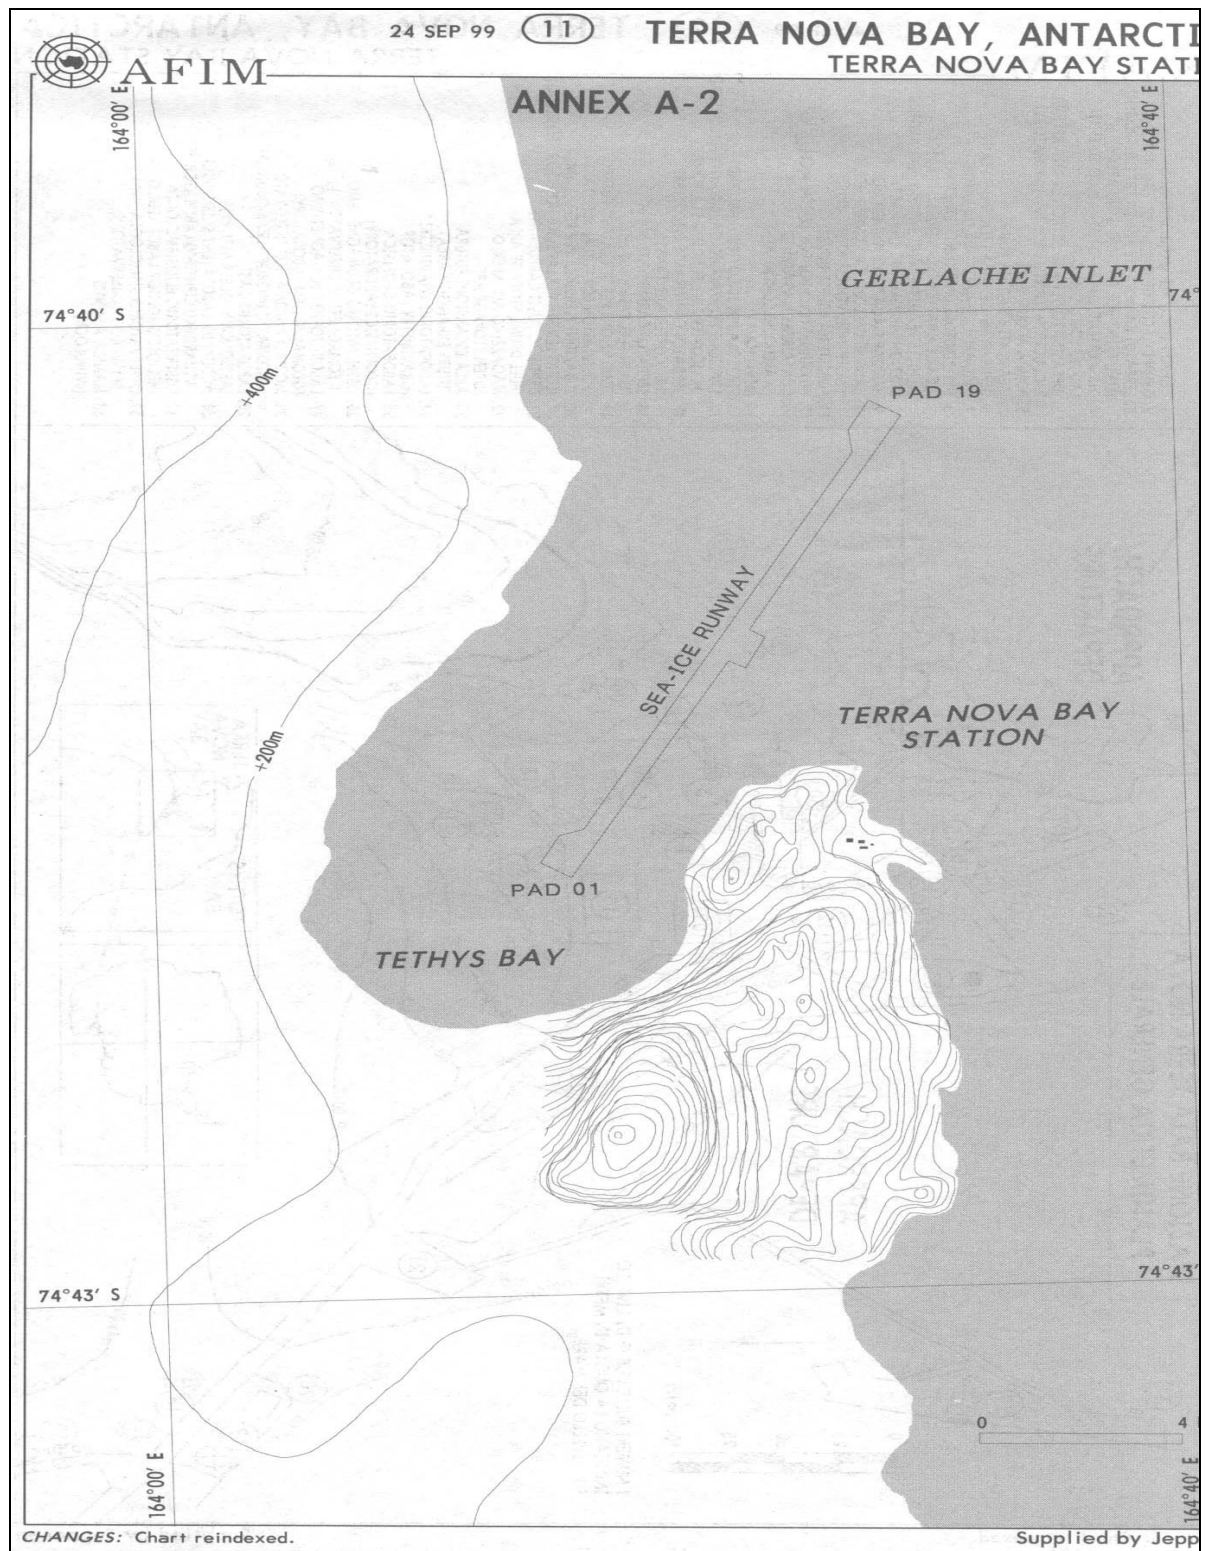 24 SEP 99 11 TERRA NOVA BAY, ANTARCTI
TERRA NOVA BAY STATI
AFIM
ANNEX A-2
164°00' E
164°40' E
GERLACHE INLET
74°40' S
74°
+400m
PAD 19
SEA-ICE RUNWAY
TERRA NOVA BAY
STATION
+200m
PAD 01
TETHYS BAY
74°43' S
74°43'
0 4
164°00' E
164°40' E
CHANGES: Chart reindexed.
Supplied by Jepp